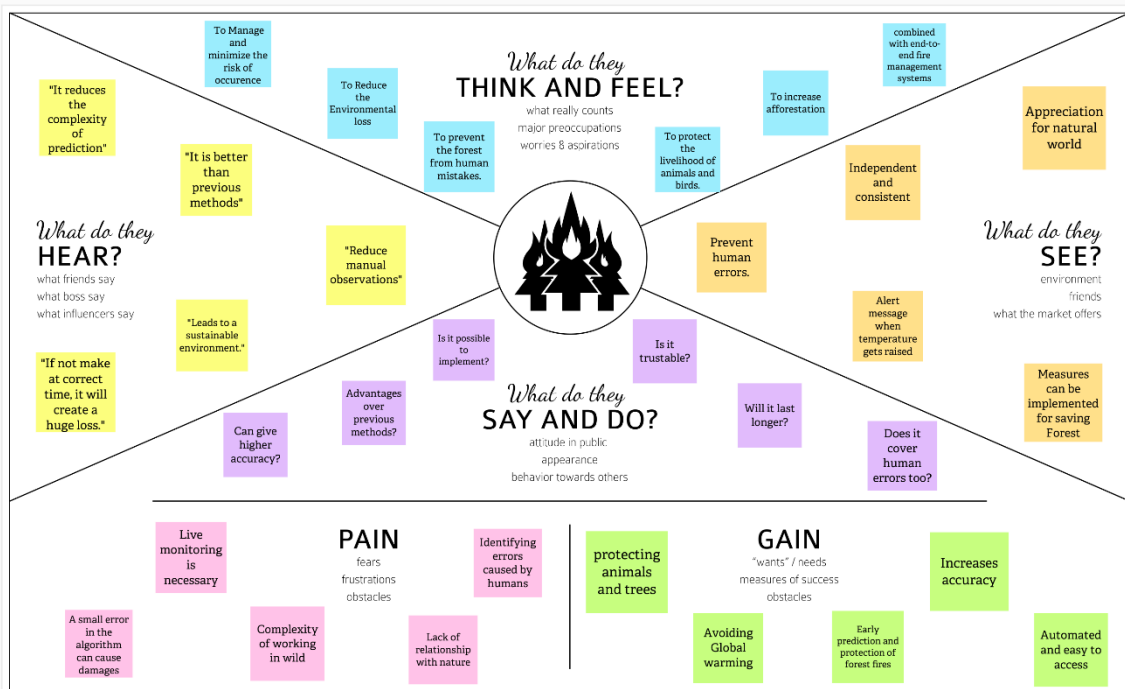 What do they
THINK AND FEEL?
what really counts
major preoccupations
worries & aspirations
To Manage
and
minimize the
risk of
occurence
To Reduce
the
Environmental
loss
To prevent
the forest
from human
mistakes.
To protect
the
livelihood of
animals and
birds.
To increase
afforestation
combined
with end-to-
end fire
management
systems
What do they
HEAR?
what friends say
what boss say
what influencers say
"It reduces
the
complexity
of
prediction"
"It is better
than
previous
methods"
"Reduce
manual
observations"
"Leads to a
sustainable
environment."
"If not make
at correct
time, it will
create a
huge loss."
What do they
SEE?
environment
friends
what the market offers
Appreciation
for natural
world
Independent
and
consistent
Prevent
human
errors.
Alert
message
when
temperature
gets raised
Measures can
be
implemented
for saving
Forest
What do they
SAY AND DO?
attitude in public
appearance
behavior towards others
Is it possible
to
implement?
Is it
trustable?
Advantages
over
previous
methods?
Will it last
longer?
Can give
higher
accuracy?
Does it
cover
human
errors too?
PAIN
fears
frustrations
obstacles
Live
monitoring
is
necessary
Identifying
errors
caused by
humans
A small error
in the
algorithm
can cause
damages
Complexity
of working
in wild
Lack of
relationship
with nature
GAIN
"wants" / needs
measures of success
obstacles
protecting
animals
and trees
Increases
accuracy
Avoiding
Global
warming
Early
prediction and
protection of
forest fires
Automated
and easy to
access